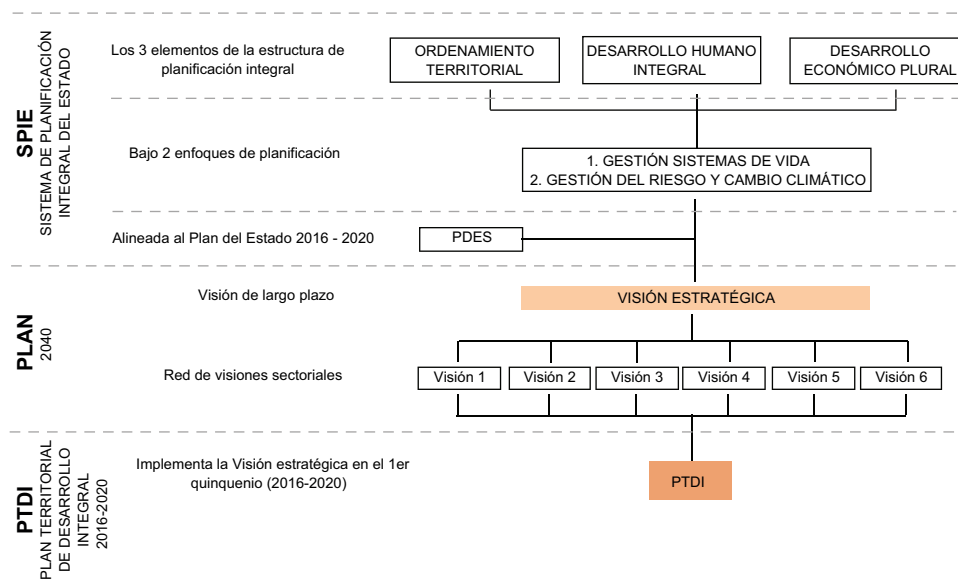 SPIE
SISTEMA DE PLANIFICACIÓN
INTEGRAL DEL ESTADO
Los 3 elementos de la estructura de
planificación integral
ORDENAMIENTO
TERRITORIAL
DESARROLLO HUMANO
INTEGRAL
DESARROLLO
ECONÓMICO PLURAL
Bajo 2 enfoques de planificación
1. GESTIÓN SISTEMAS DE VIDA
2. GESTIÓN DEL RIESGO Y CAMBIO CLIMÁTICO
Alineada al Plan del Estado 2016 - 2020
PDES
PLAN
2040
Visión de largo plazo
VISIÓN ESTRATÉGICA
Red de visiones sectoriales
Visión 1
Visión 2
Visión 3
Visión 4
Visión 5
Visión 6
PTDI
PLAN TERRITORIAL
DE DESARROLLO
INTEGRAL
2016-2020
Implementa la Visión estratégica en el 1er
quinquenio (2016-2020)
PTDI